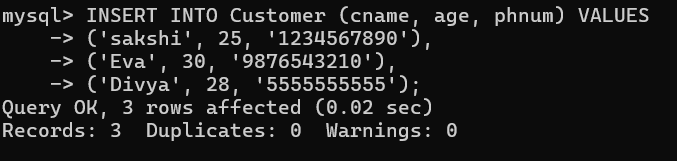 mysql> INSERT INTO Customer (cname, age, phnum) VALUES
    -> ('sakshi', 25, '1234567890'),
    -> ('Eva', 30, '9876543210'),
    -> ('Divya', 28, '5555555555');
Query OK, 3 rows affected (0.02 sec)
Records: 3  Duplicates: 0  Warnings: 0